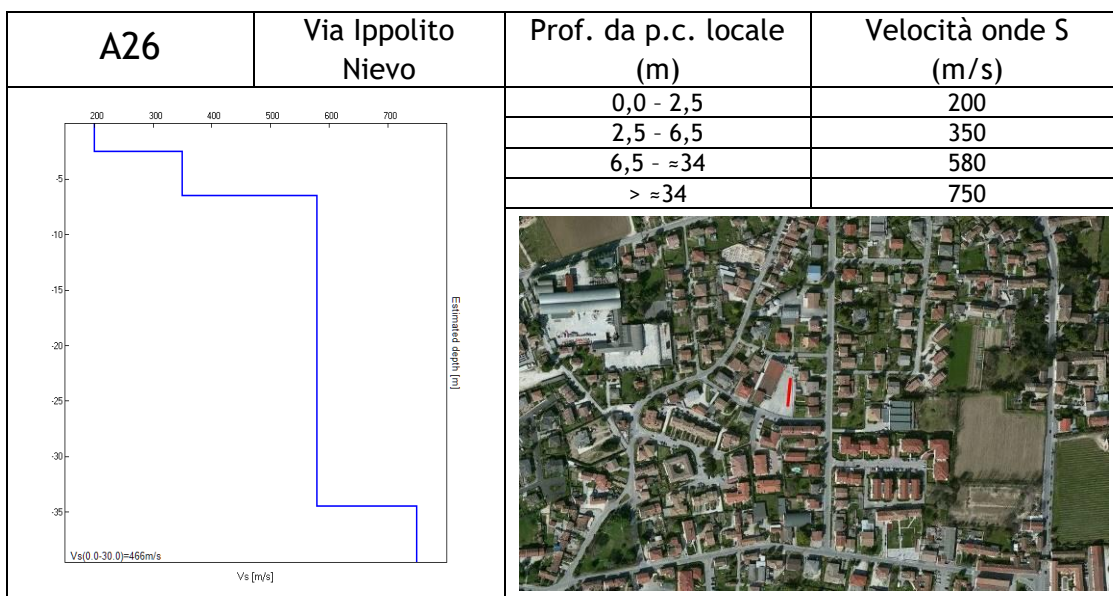 A26
Via Ippolito
Nievo
Prof. da p.c. locale
(m)
Velocità onde S
(m/s)
0,0 – 2,5 200
2,5 – 6,5 350
6,5 – ≈34 580
> ≈34 750
200 300 400 500 600 700
-5
-10
-15
-20
-25
-30
-35
Estimated depth [m]
Vs(0.0-30.0)=466m/s
Vs [m/s]